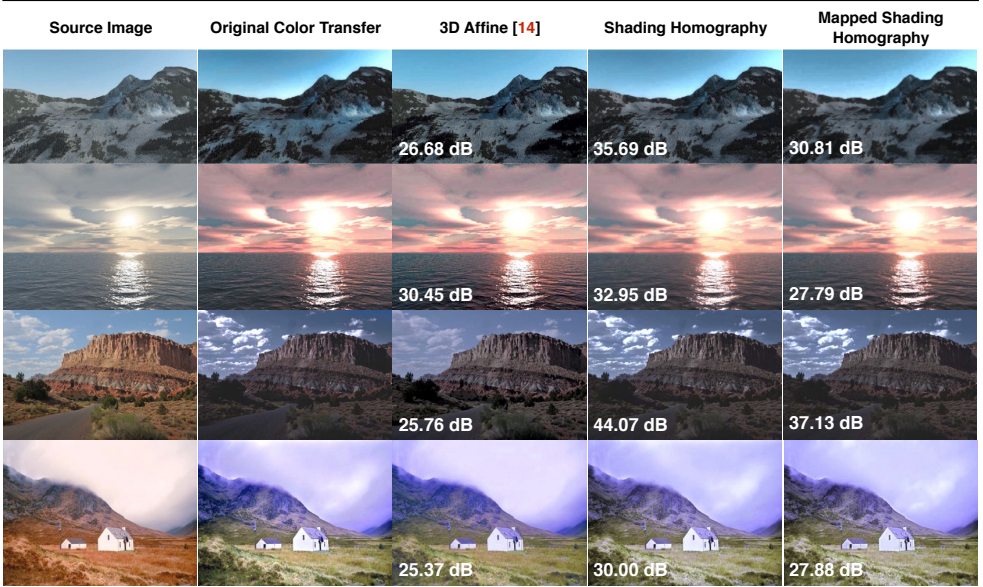 Source Image
Original Color Transfer
3D Affine [14]
Shading Homography
Mapped Shading
Homography
26.68 dB
35.69 dB
30.81 dB
30.45 dB
32.95 dB
27.79 dB
25.76 dB
44.07 dB
37.13 dB
25.37 dB
30.00 dB
27.88 dB